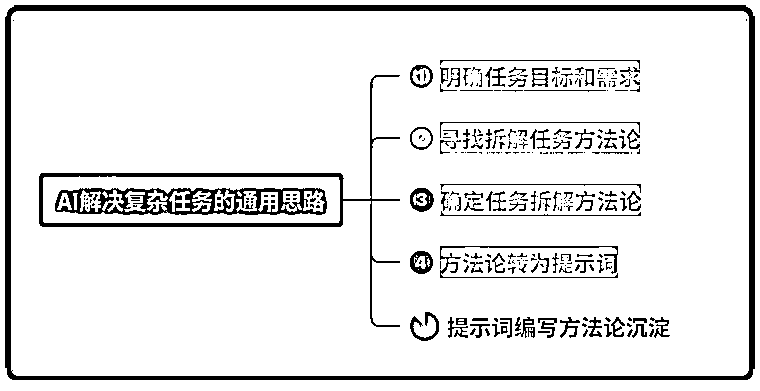 AI解决复杂任务的通用思路
① 明确任务目标和需求
寻找拆解任务方法论
③ 确定任务拆解方法论
④ 方法论转为提示词
提示词编写方法论沉淀